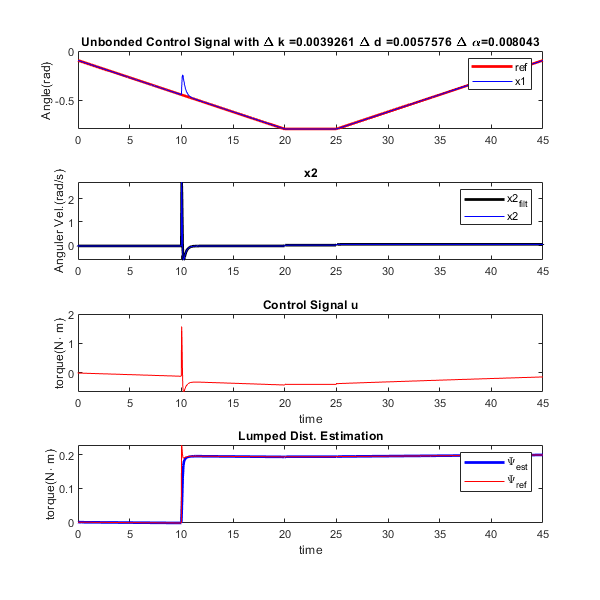 Unbonded Control Signal with Δ k =0.0039261 Δ d =0.0057576 Δ α=0.008043
Angle(rad)
0
-0.5
ref
x1
0 5 10 15 20 25 30 35 40 45
x2
Anguler Vel.(rad/s)
2
1
0
x2filt
x2
0 5 10 15 20 25 30 35 40 45
Control Signal u
torque(N· m)
2
1
0
0 5 10 15 20 25 30 35 40 45
time
Lumped Dist. Estimation
torque(N· m)
0.2
0.1
0
Ψest
Ψref
0 5 10 15 20 25 30 35 40 45
time